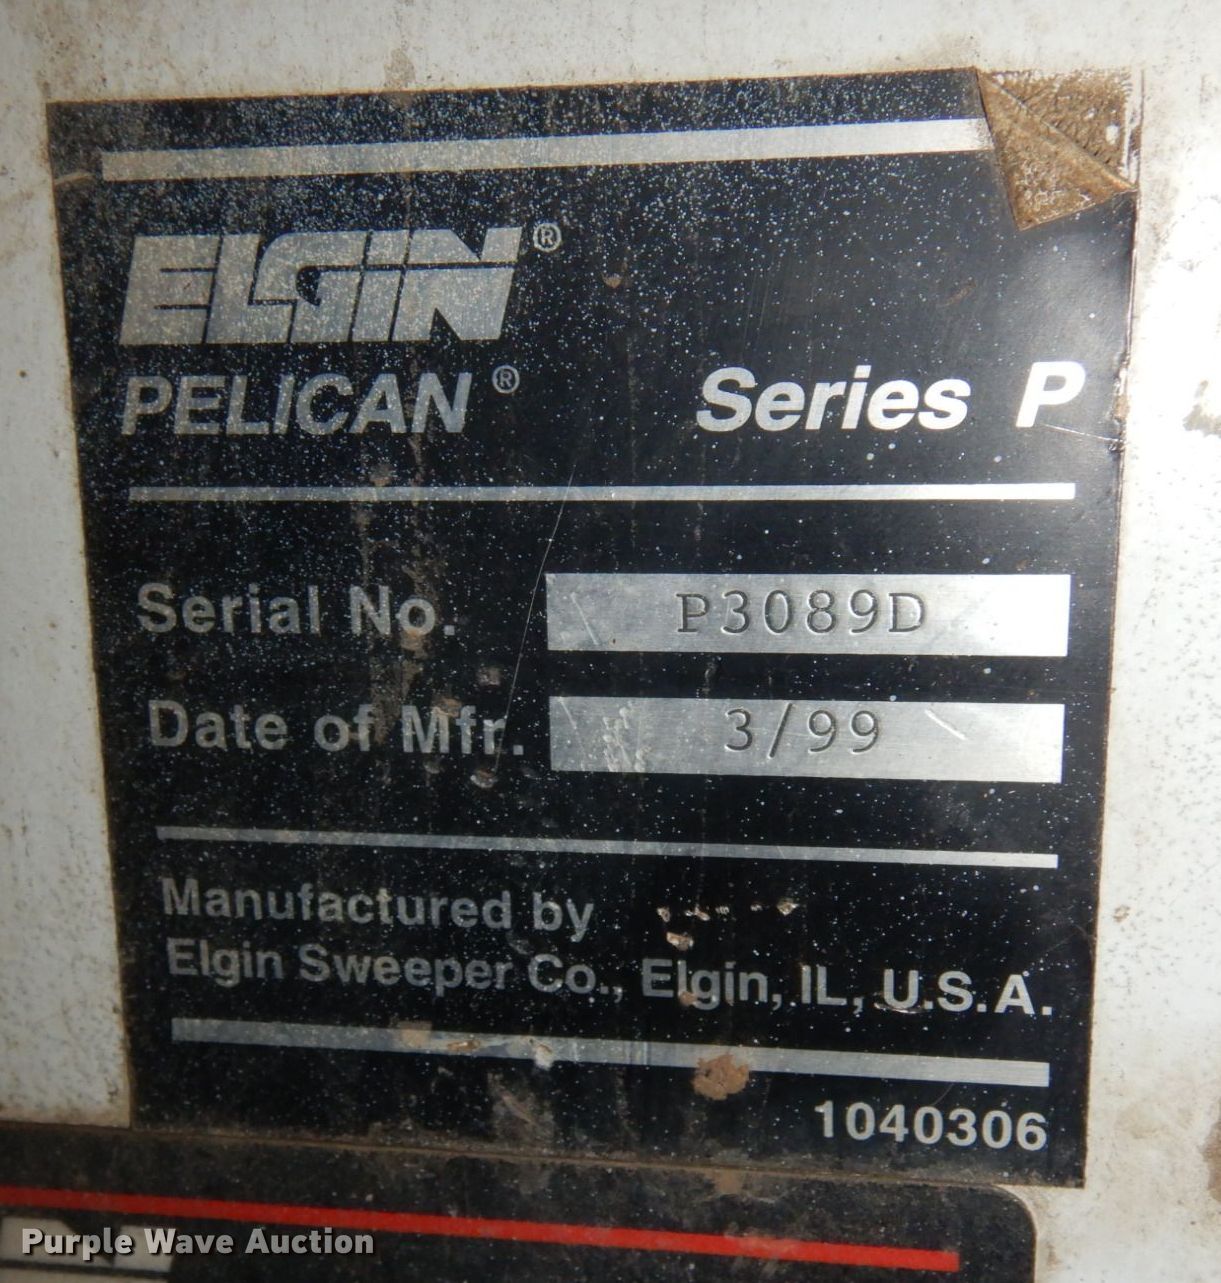 ELGIN®
PELICAN® Series P
Serial No. P3089D
Date of Mfr. 3/99
Manufactured by
Elgin Sweeper Co., Elgin, IL, U.S.A.
1040306
Purple Wave Auction